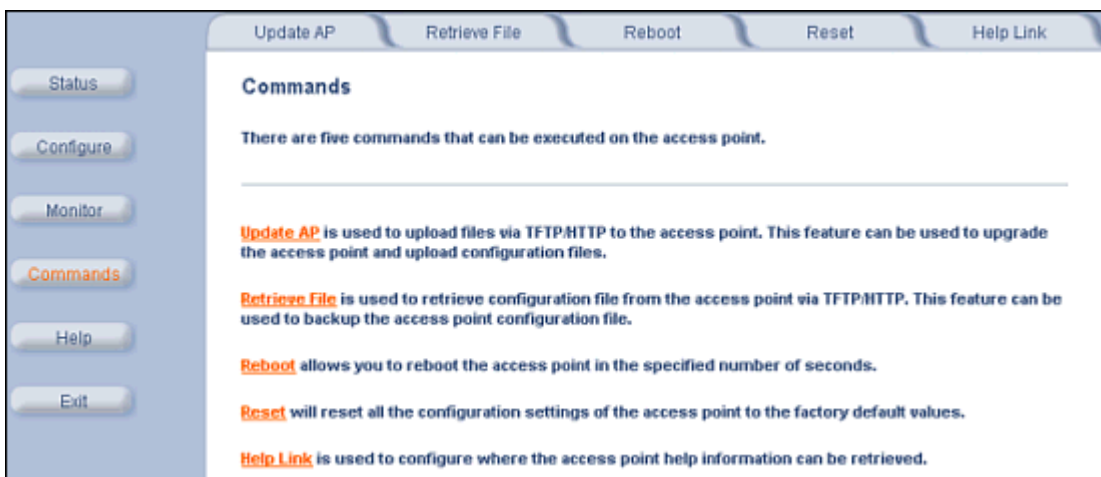 Update AP
Retrieve File
Reboot
Reset
Help Link
Status
Configure
Monitor
Commands
Help
Exit
Commands
There are five commands that can be executed on the access point.
Update AP is used to upload files via TFTP/HTTP to the access point. This feature can be used to upgrade
the access point and upload configuration files.
Retrieve File is used to retrieve configuration file from the access point via TFTP/HTTP. This feature can be
used to backup the access point configuration file.
Reboot allows you to reboot the access point in the specified number of seconds.
Reset will reset all the configuration settings of the access point to the factory default values.
Help Link is used to configure where the access point help information can be retrieved.